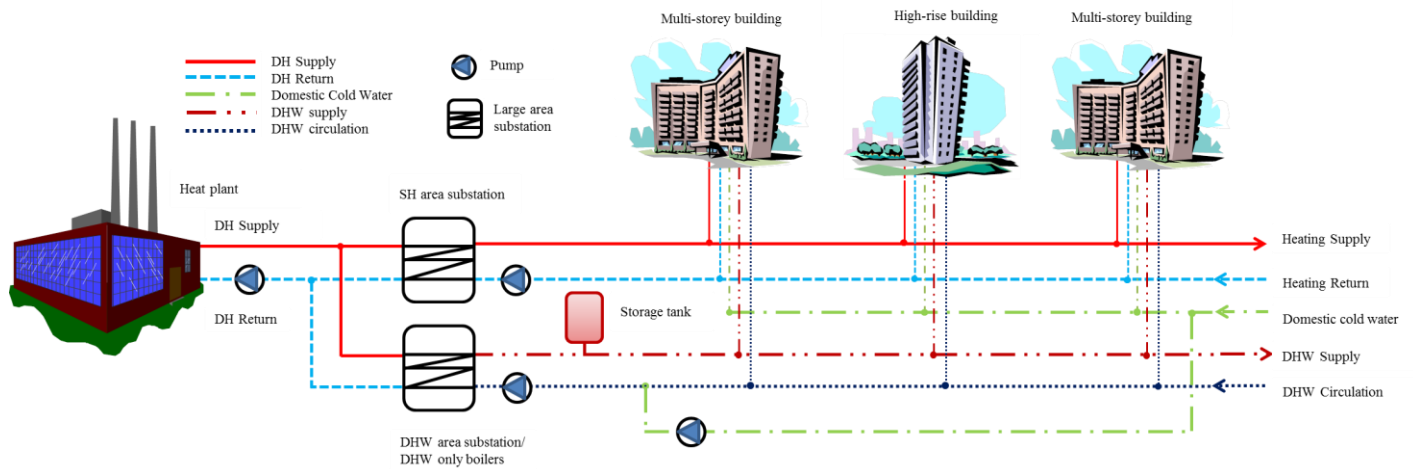 Multi-storey building
High-rise building
Multi-storey building
DH Supply
DH Return
Domestic Cold Water
DHW supply
DHW circulation
Pump
Large area
substation
Heat plant
SH area substation
DH Supply
DH Return
Storage tank
Heating Supply
Heating Return
Domestic cold water
DHW Supply
DHW Circulation
DHW area substation/
DHW only boilers